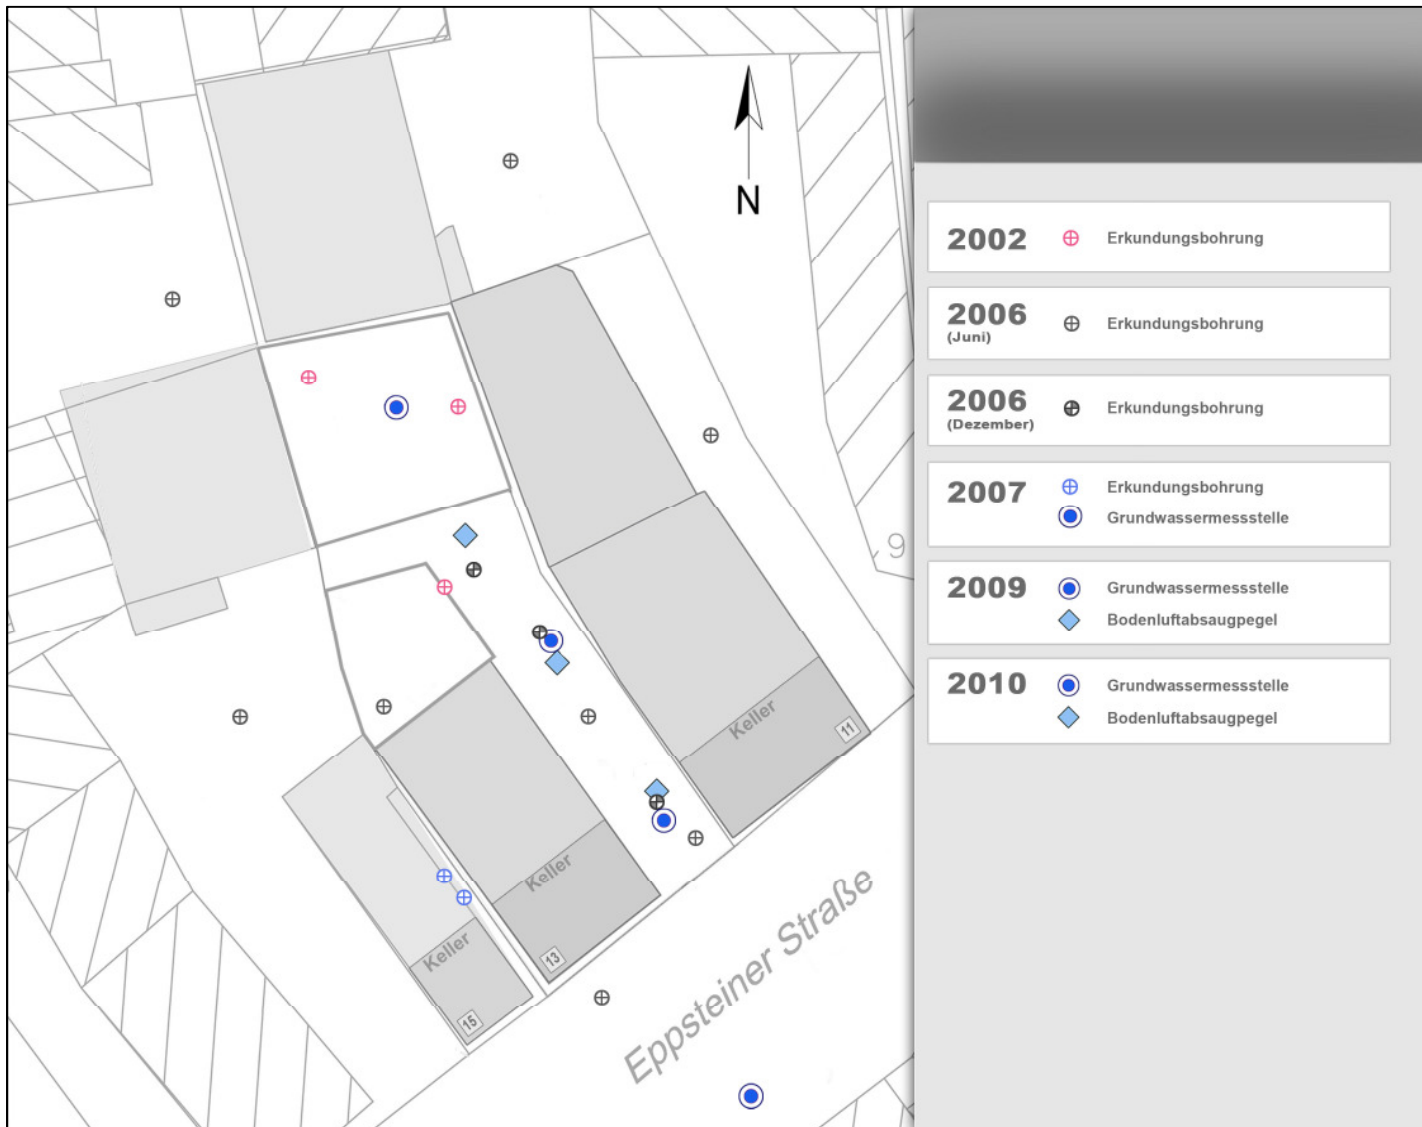 N
9
Keller
11
Keller
13
Keller
15
Eppsteiner Straße
2002 Erkundungsbohrung
2006 Erkundungsbohrung
(Juni)
2006 Erkundungsbohrung
(Dezember)
2007 Erkundungsbohrung
Grundwassermessstelle
2009 Grundwassermessstelle
Bodenluftabsaugpegel
2010 Grundwassermessstelle
Bodenluftabsaugpegel